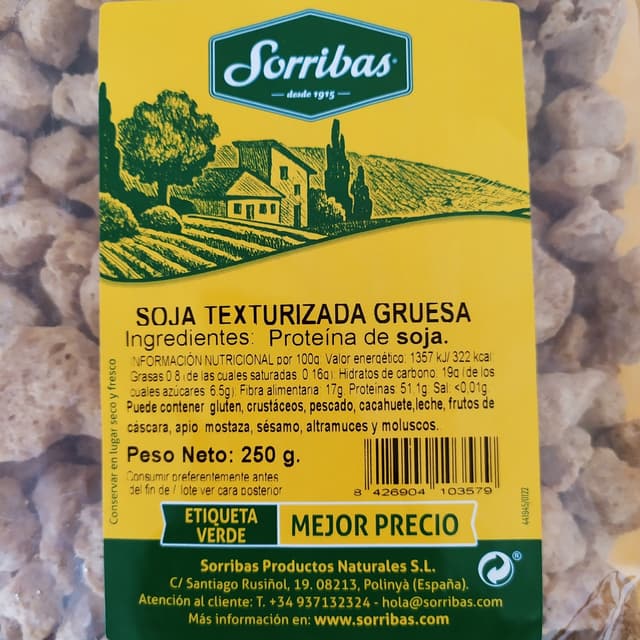 Sorribas
desde 1915
SOJA TEXTURIZADA GRUESA
Ingredientes: Proteína de soja.
INFORMACIÓN NUTRICIONAL por 100g: Valor energético: 1357 kJ/ 322 kcal
Grasas 0.8 (de las cuales saturadas: 0.16g) Hidratos de carbono: 19g (de los
cuales azúcares: 6.5g) Fibra alimentaria: 17g. Proteínas: 51.1g. Sal: <0.01g
Puede contener gluten, crustáceos, pescado, cacahuete,leche, frutos de
cáscara, apio mostaza, sésamo, altramuces y moluscos.
Peso Neto: 250 g.
Consumir preferentemente antes
del fin de / lote ver cara posterior
8 426904 103579
Conservar en lugar seco y fresco
441945/0122
ETIQUETA
VERDE
MEJOR PRECIO
Sorribas Productos Naturales S.L.
C/ Santiago Rusiñol, 19. 08213, Polinyà (España).
Atención al cliente: T. +34 937132324 - hola@sorribas.com
Más información en: www.sorribas.com